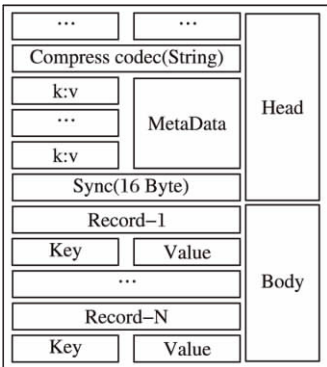 … …
Compress codec(String)
k:v
…
k:v
MetaData
Sync(16 Byte)
Head
Record–1
Key Value
…
Record–N
Key Value
Body